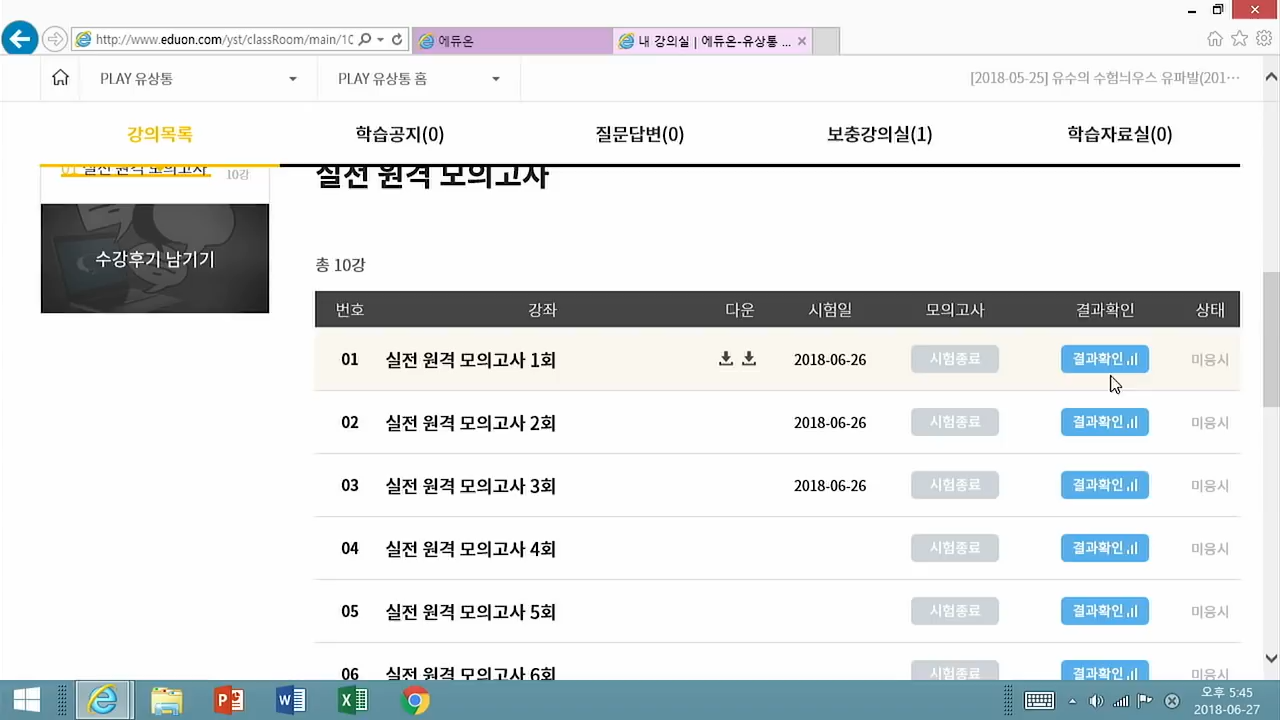 http://www.eduon.com/yst/classRoom/main/1
에듀온
내 강의실 | 에듀온-유상통 ...
PLAY 유상통
PLAY 유상통 홈
[2018-05-25] 유수의 수험늬우스 유파발(201⋯
강의목록
학습공지(0)
질문답변(0)
보충강의실(1)
학습자료실(0)
01 실전 원격 모의고사
10강
실전 원격 모의고사
수강후기 남기기
총 10강
번호 강좌 다운 시험일 모의고사 결과확인 상태
01 실전 원격 모의고사 1회 2018-06-26 시험종료 결과확인 미응시
02 실전 원격 모의고사 2회 2018-06-26 시험종료 결과확인 미응시
03 실전 원격 모의고사 3회 2018-06-26 시험종료 결과확인 미응시
04 실전 원격 모의고사 4회 시험종료 결과확인 미응시
05 실전 원격 모의고사 5회 시험종료 결과확인 미응시
06 실전 원격 모의고사 6회 시험종료 결과확인 미응시
오후 5:45
2018-06-27